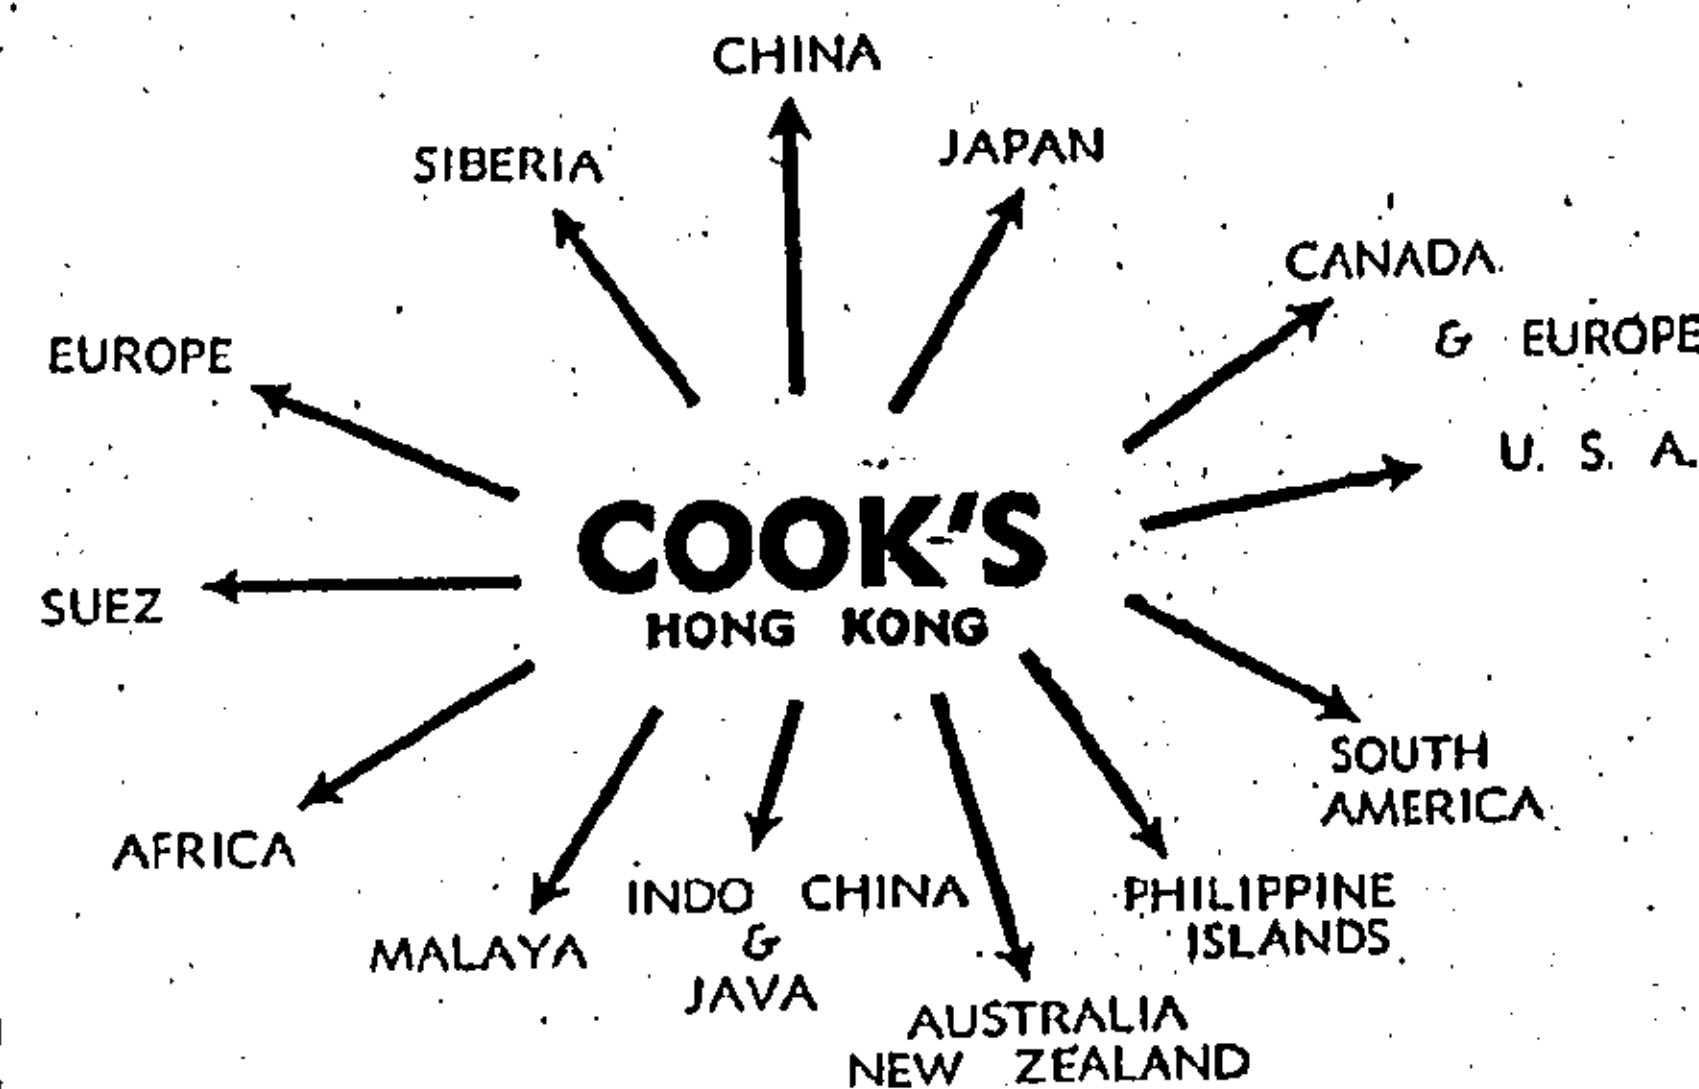 CHINA
JAPAN
SIBERIA
CANADA
& EUROPE
EUROPE
U. S. A.
COOK'S
SUEZ
HONG KONG
SOUTH
AMERICA
AFRICA
INDO CHINA
&
JAVA
PHILIPPINE
ISLANDS
MALAYA
AUSTRALIA
NEW ZEALAND